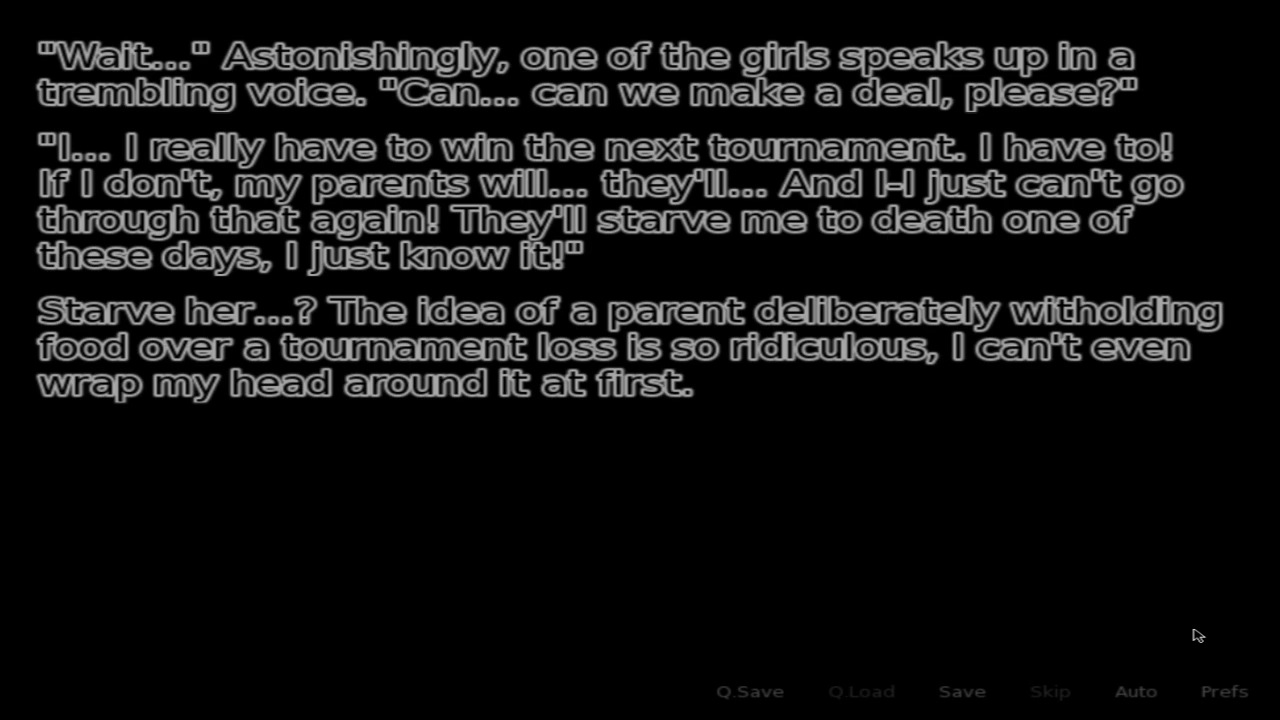 "Wait..." Astonishingly, one of the girls speaks up in a
trembling voice. "Can... can we make a deal, please?"
"I... I really have to win the next tournament. I have to!
If I don't, my parents will... they'll... And I-I just can't go
through that again! They'll starve me to death one of
these days, I just know it!"
Starve her...? The idea of a parent deliberately witholding
food over a tournament loss is so ridiculous, I can't even
wrap my head around it at first.
Q.Save Q.Load Save Skip Auto Prefs